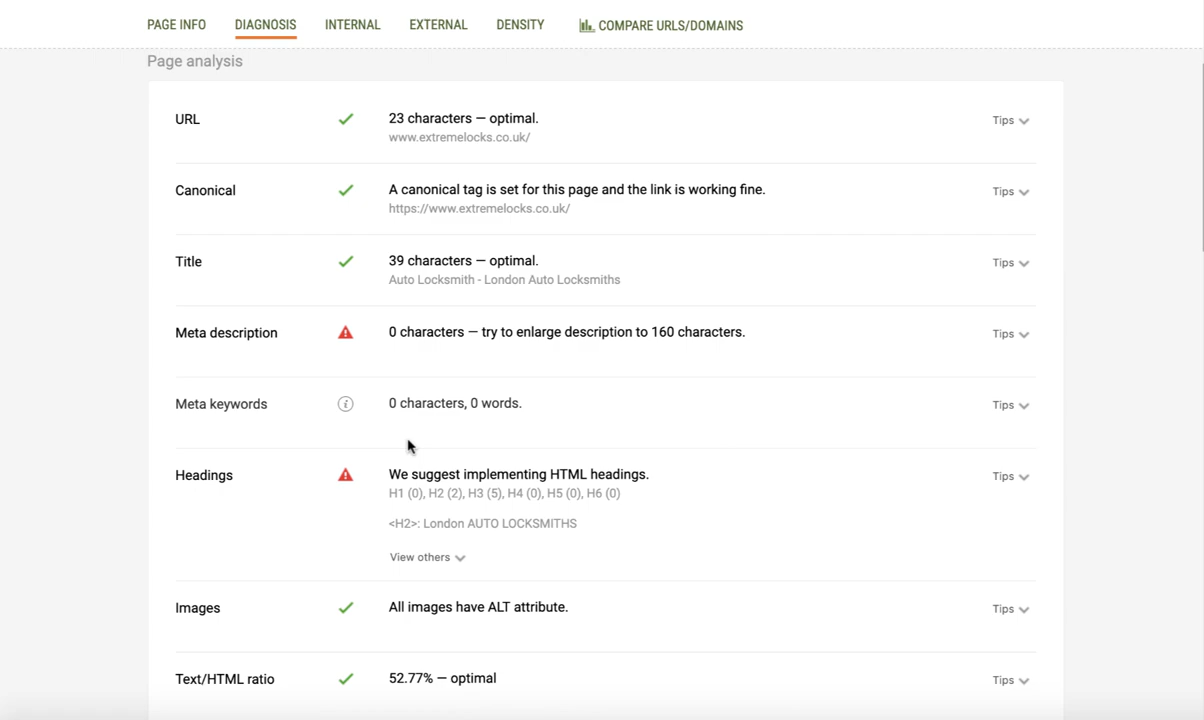 PAGE INFO DIAGNOSIS INTERNAL EXTERNAL DENSITY COMPARE URLS/DOMAINS
Page analysis
URL 23 characters — optimal. Tips
www.extremelocks.co.uk/
Canonical A canonical tag is set for this page and the link is working fine. Tips
https://www.extremelocks.co.uk/
Title 39 characters — optimal. Tips
Auto Locksmith - London Auto Locksmiths
Meta description 0 characters — try to enlarge description to 160 characters. Tips
Meta keywords 0 characters, 0 words. Tips
Headings We suggest implementing HTML headings. Tips
H1 (0), H2 (2), H3 (5), H4 (0), H5 (0), H6 (0)
<H2>: London AUTO LOCKSMITHS
View others
Images All images have ALT attribute. Tips
Text/HTML ratio 52.77% — optimal Tips